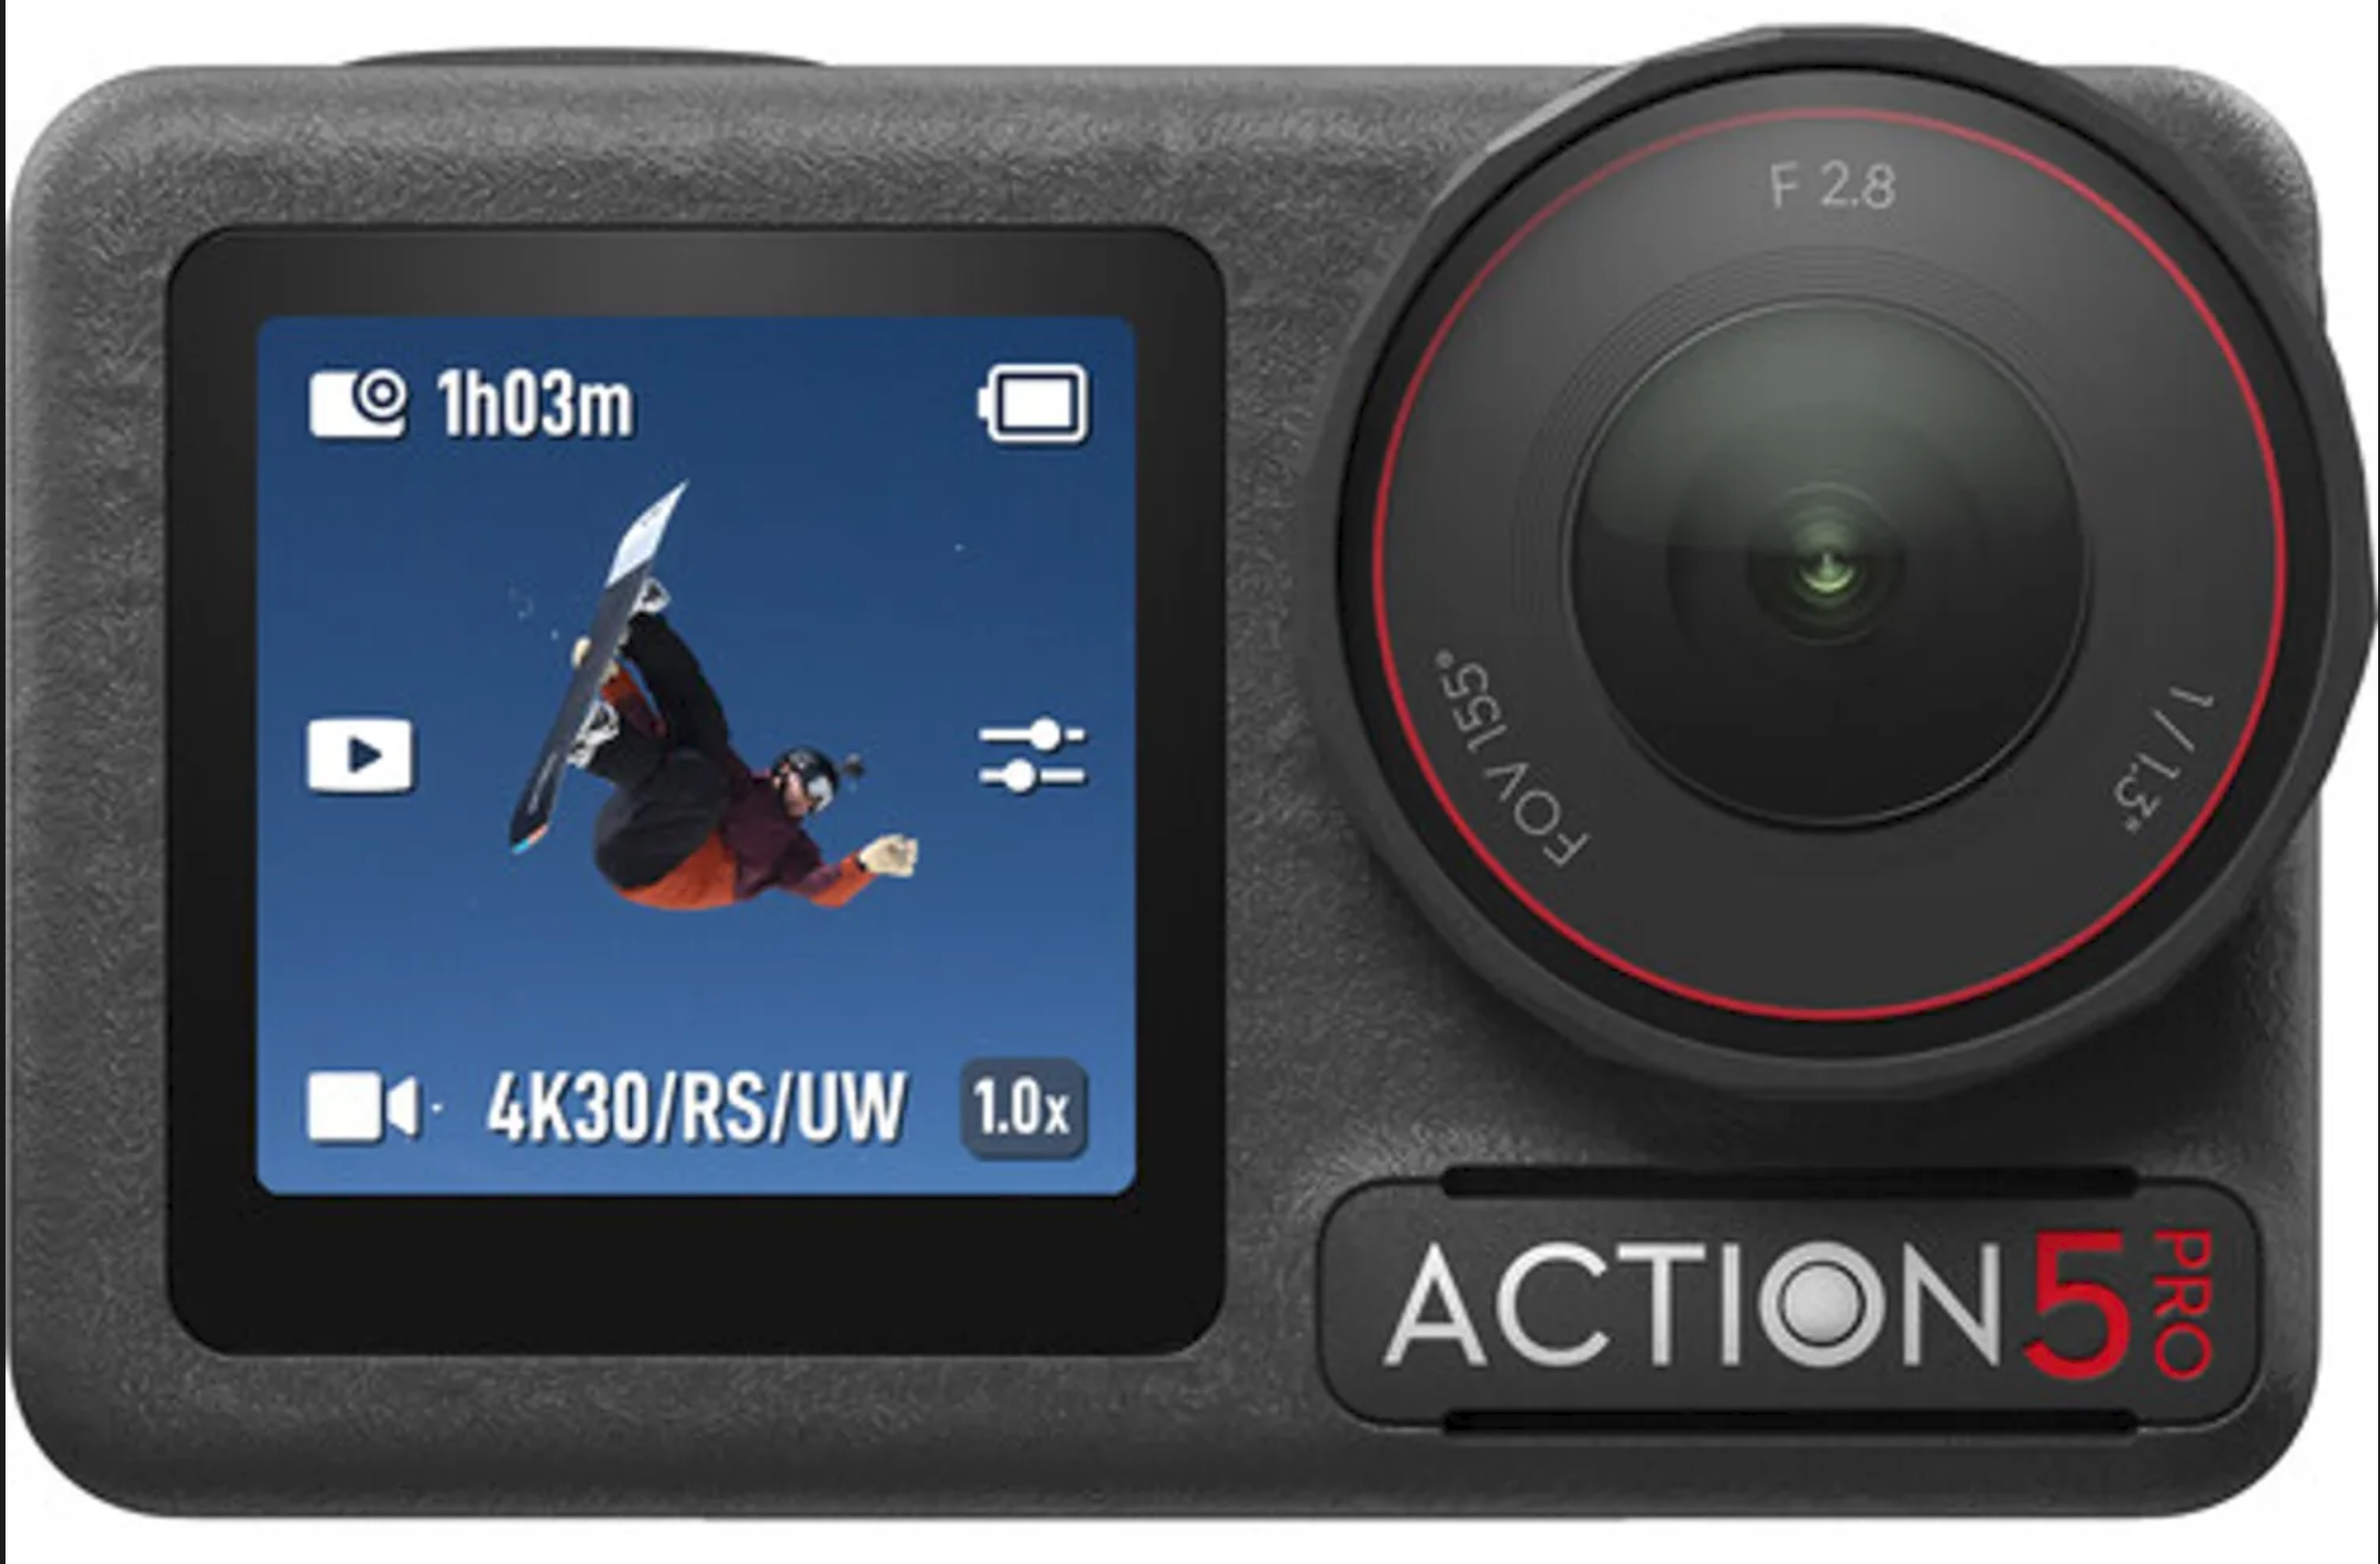 F 2.8
1h03m
FOV 155°
1/1.3"
4K30/RS/UW
1.0x
ACTION5 PRO